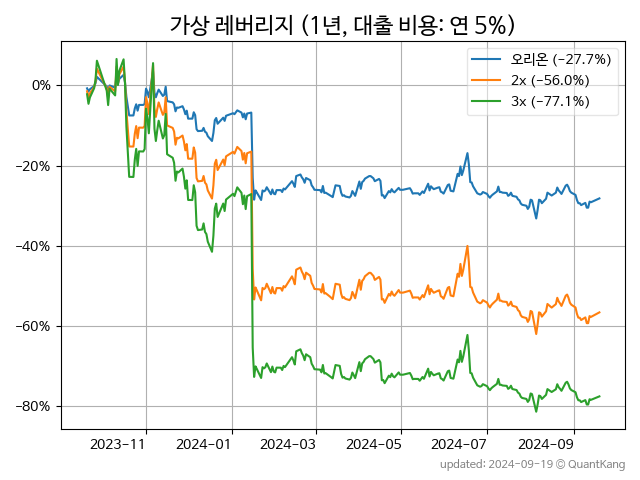 가상 레버리지 (1년, 대출 비용: 연 5%)
오리온 (−27.7%)
2x (−56.0%)
3x (−77.1%)
0%
−20%
−40%
−60%
−80%
2023-11
2024-01
2024-03
2024-05
2024-07
2024-09
updated: 2024-09-19 @ QuantKang